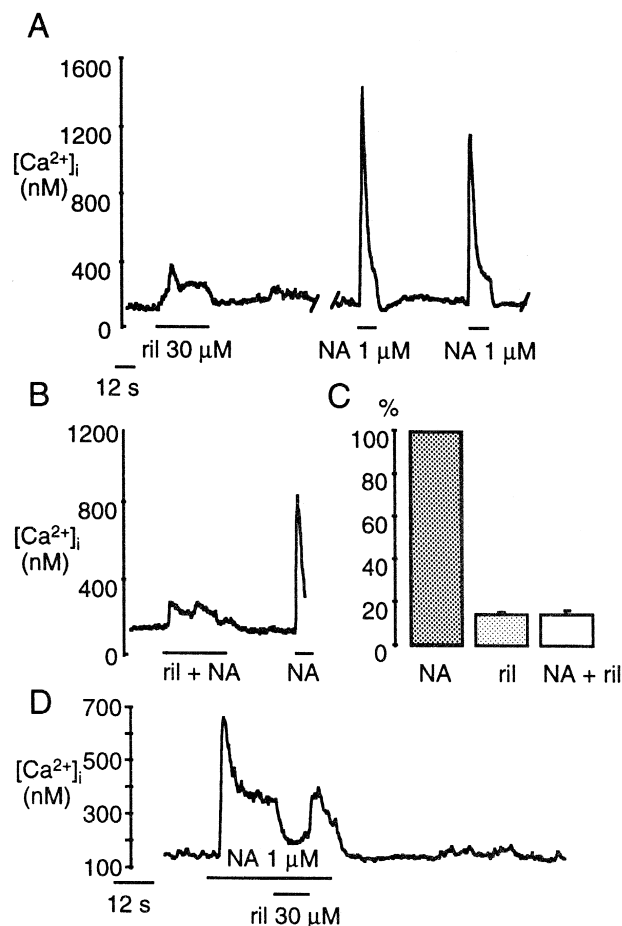 A
1600
1200
[Ca²⁺]ᵢ
(nM)
800
400
0
ril 30 µM
NA 1 µM
NA 1 µM
12 s
B
1200
800
[Ca²⁺]ᵢ
(nM)
400
0
ril + NA
NA
C
%
100
80
60
40
20
0
NA
ril
NA + ril
D
700
[Ca²⁺]ᵢ
500
(nM)
300
100
NA 1 µM
12 s
ril 30 µM